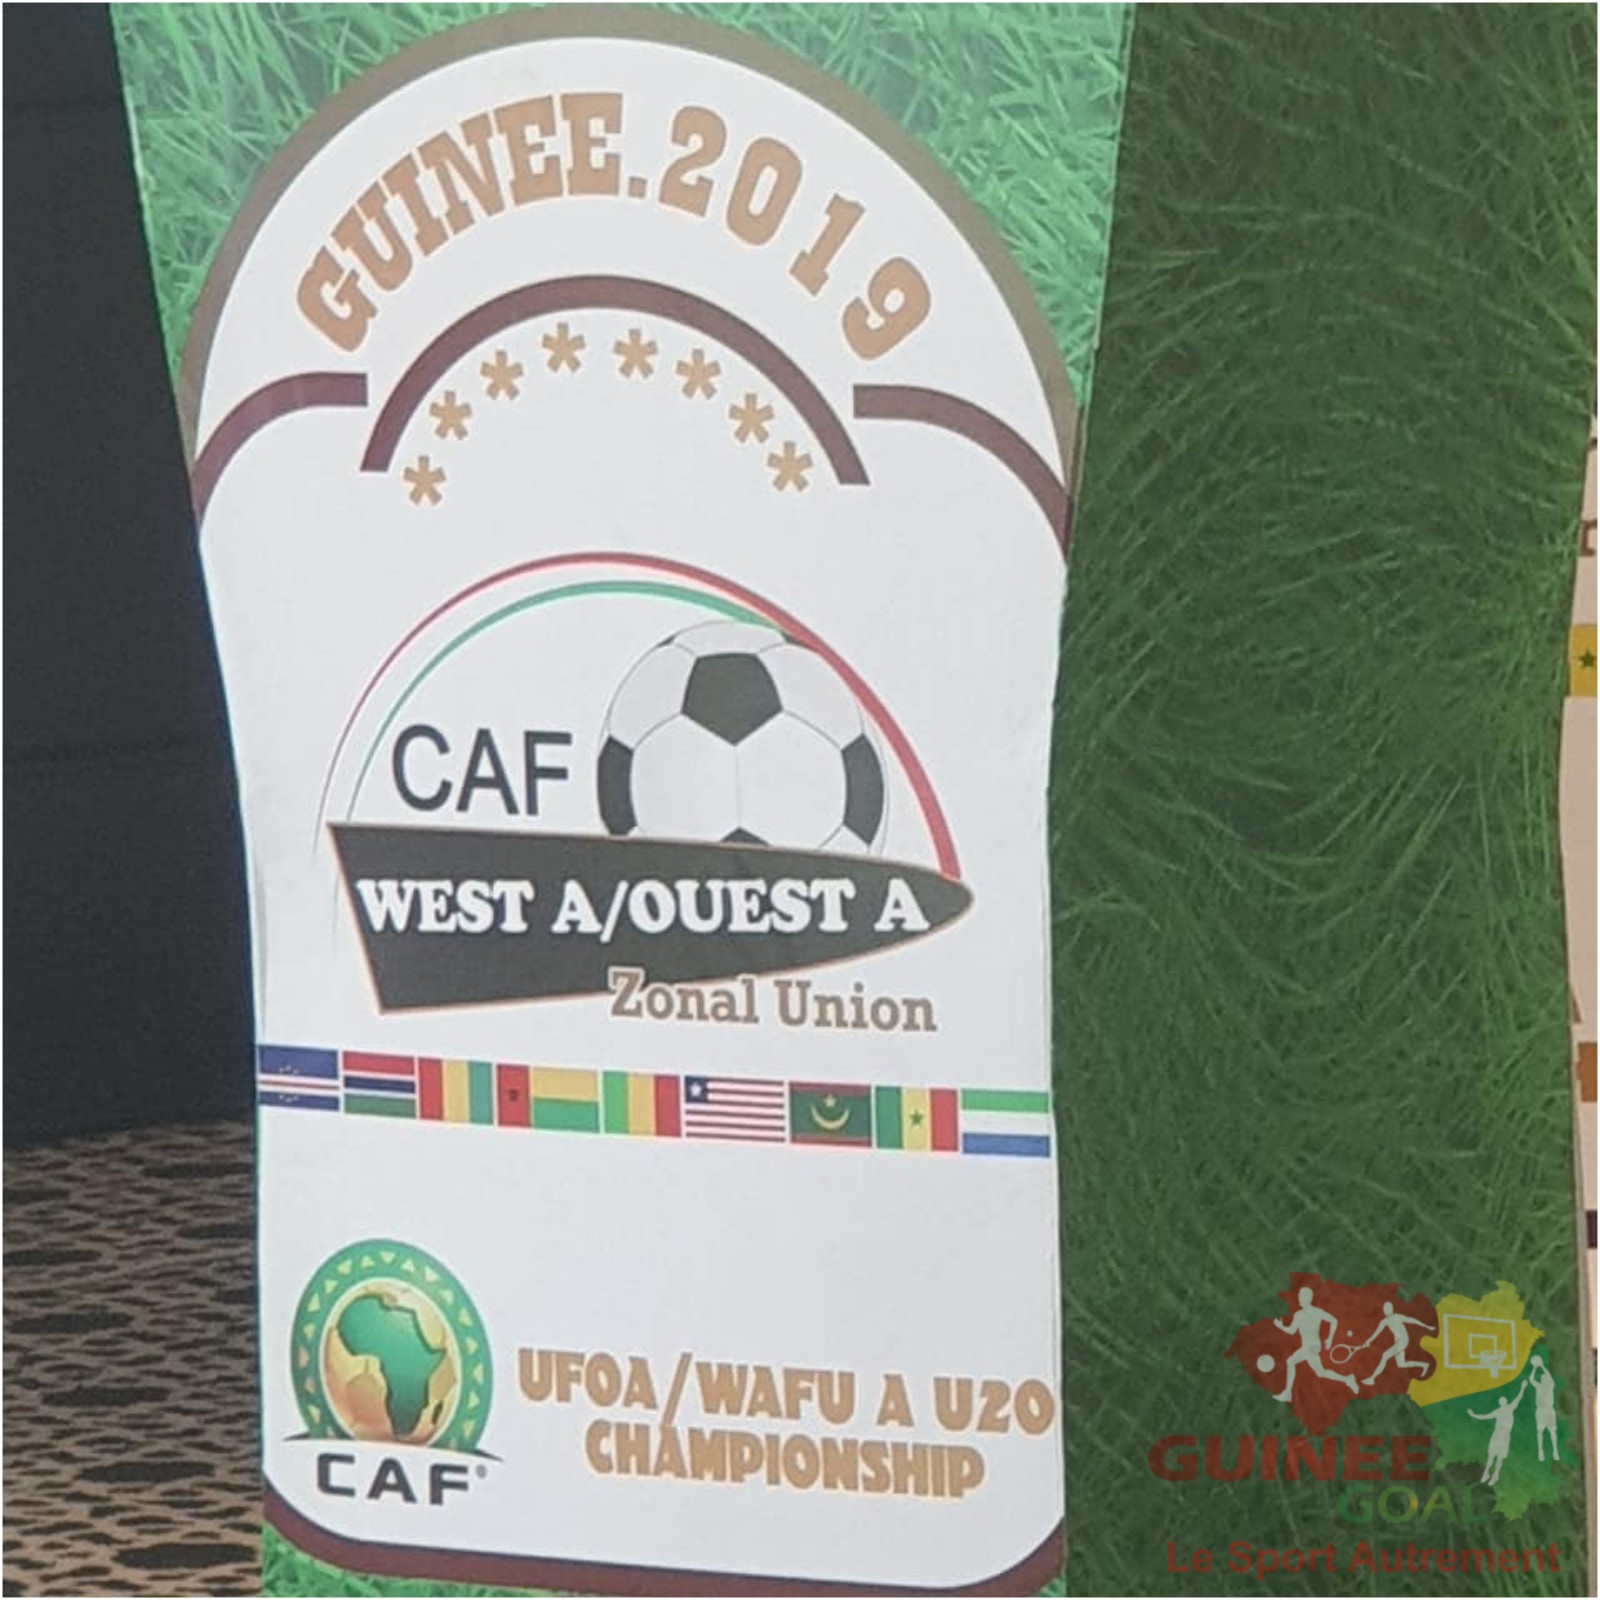 GUINEE.2019
CAF
WEST A/OUEST A
Zonal Union
UFOA/WAFU A U20
CHAMPIONSHIP
CAF
GUINEE
GOAL
Le Sport Autrement